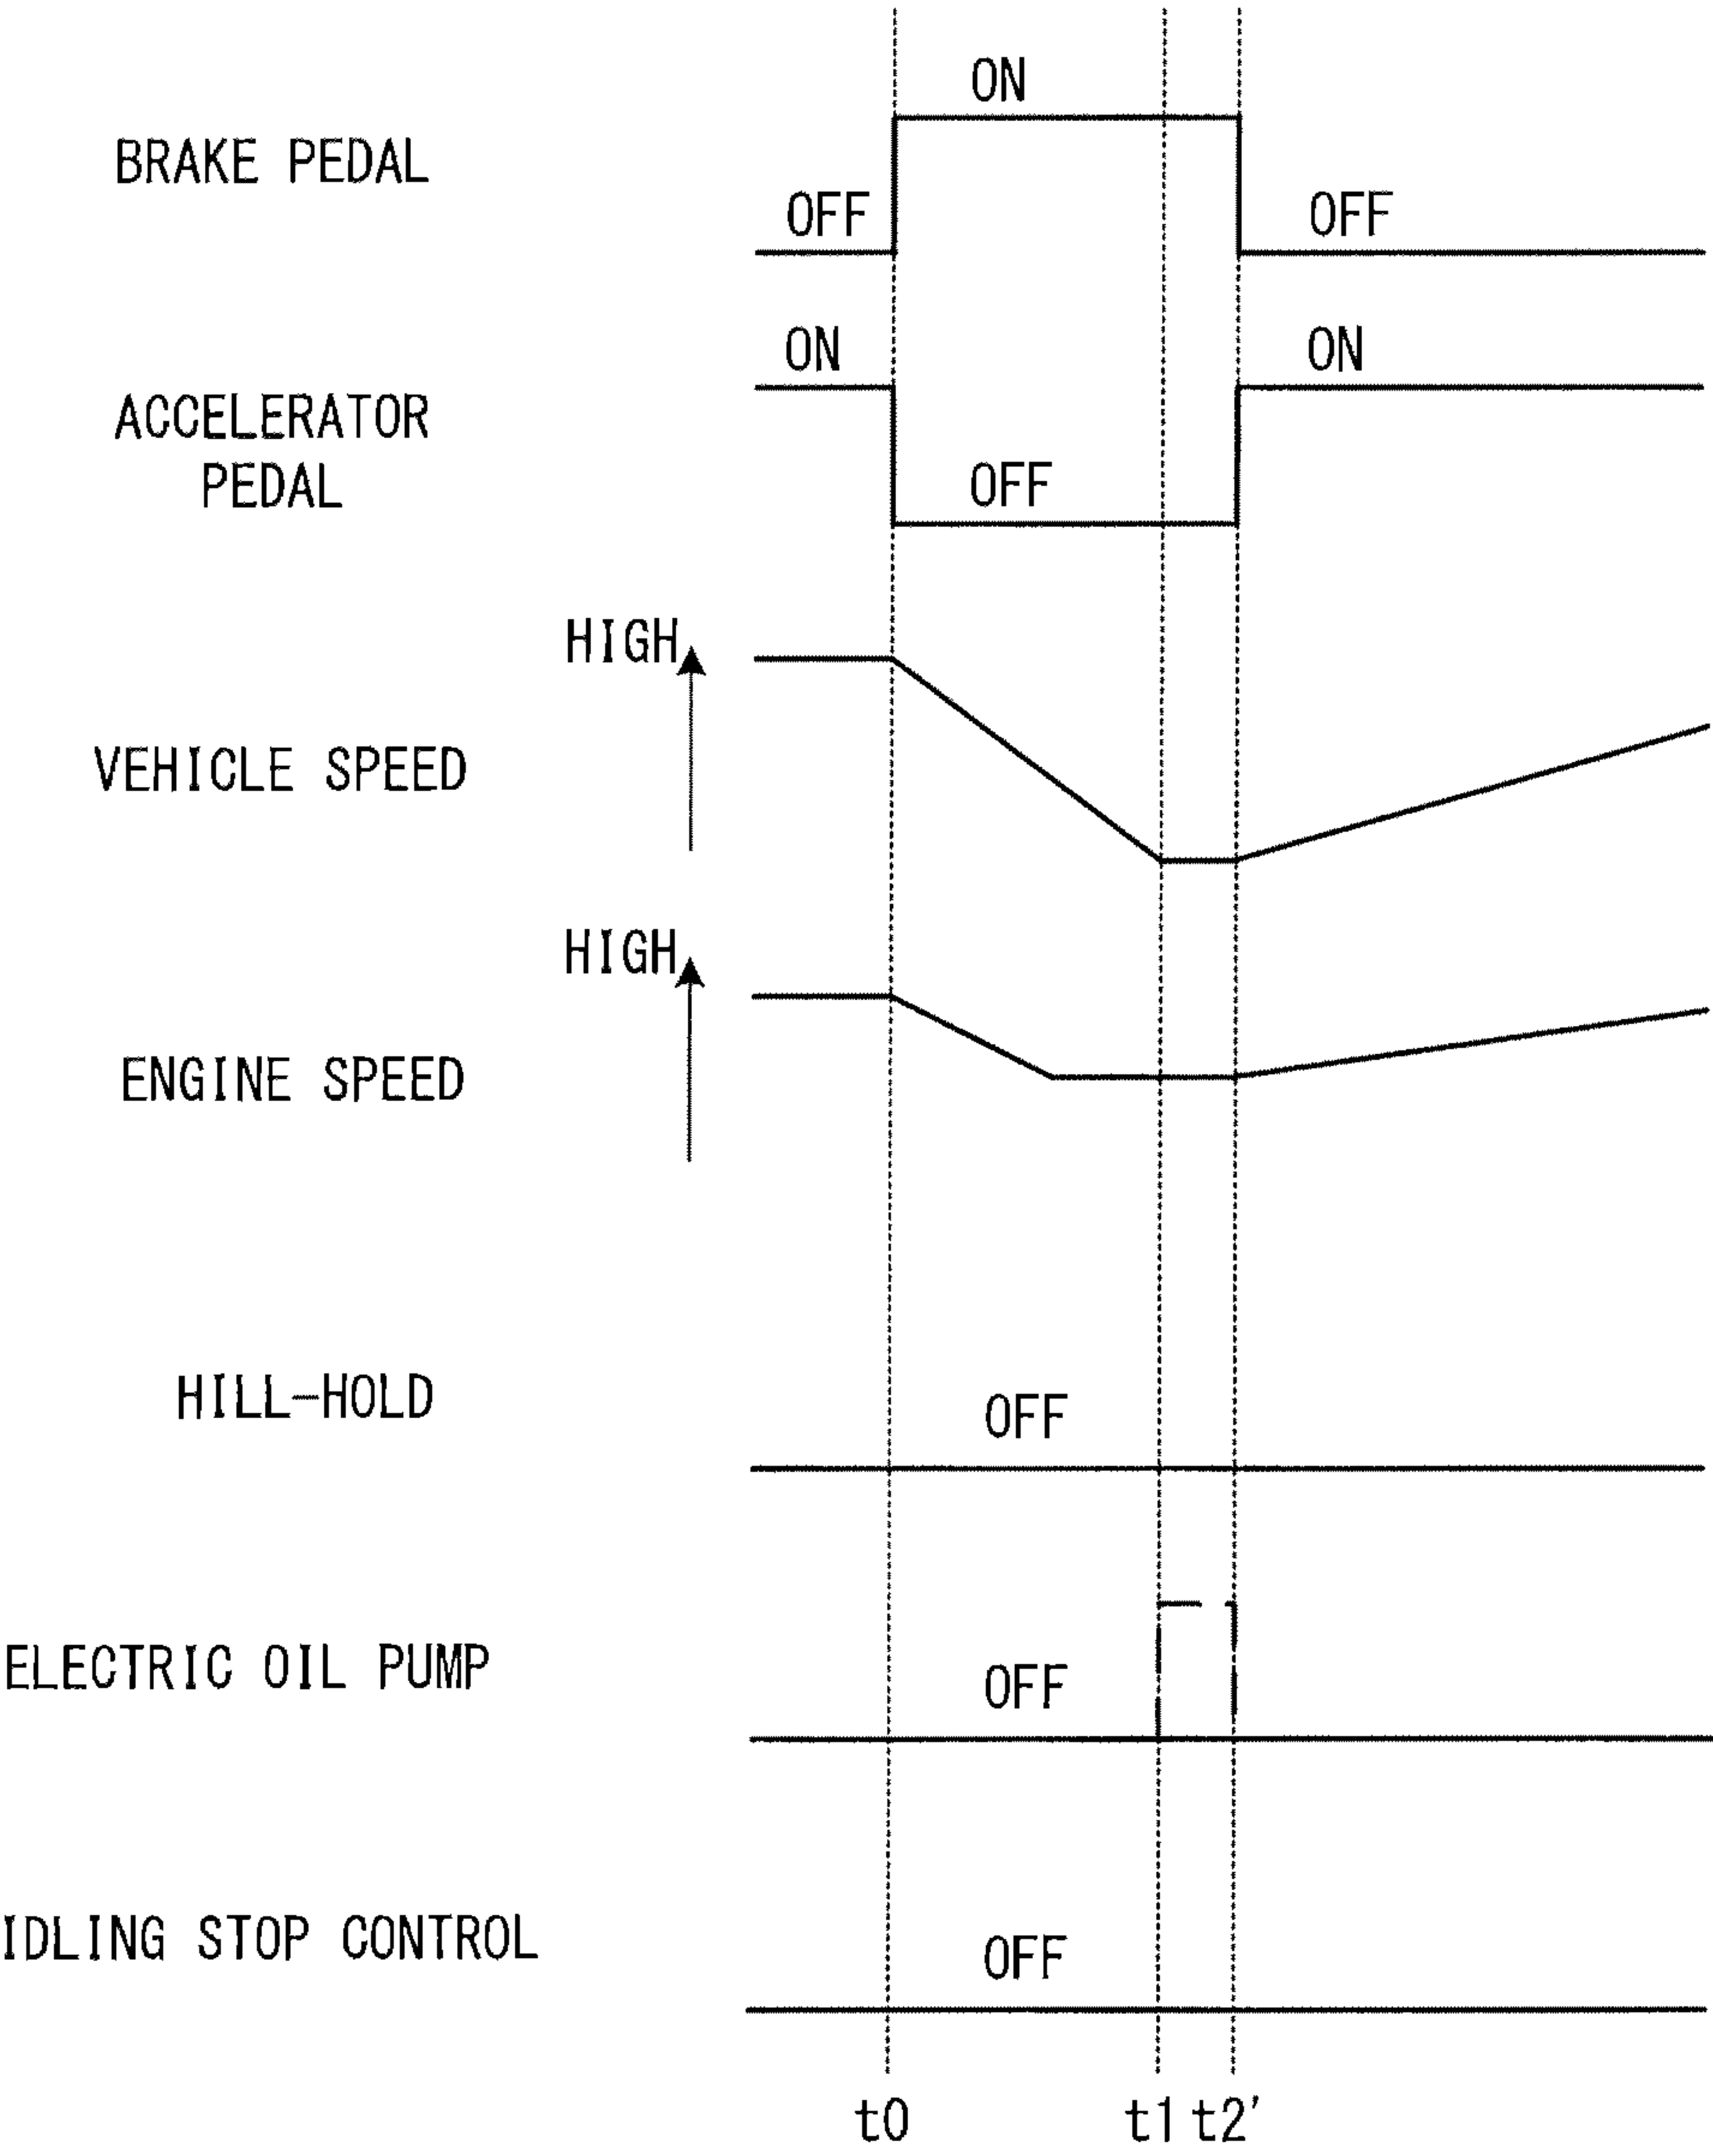 ON
BRAKE PEDAL
OFF
OFF
ON
ON
ACCELERATOR
PEDAL
OFF
HIGH
VEHICLE SPEED
HIGH
ENGINE SPEED
HILL-HOLD
OFF
ELECTRIC OIL PUMP
OFF
IDLING STOP CONTROL
OFF
t0
t1
t2'